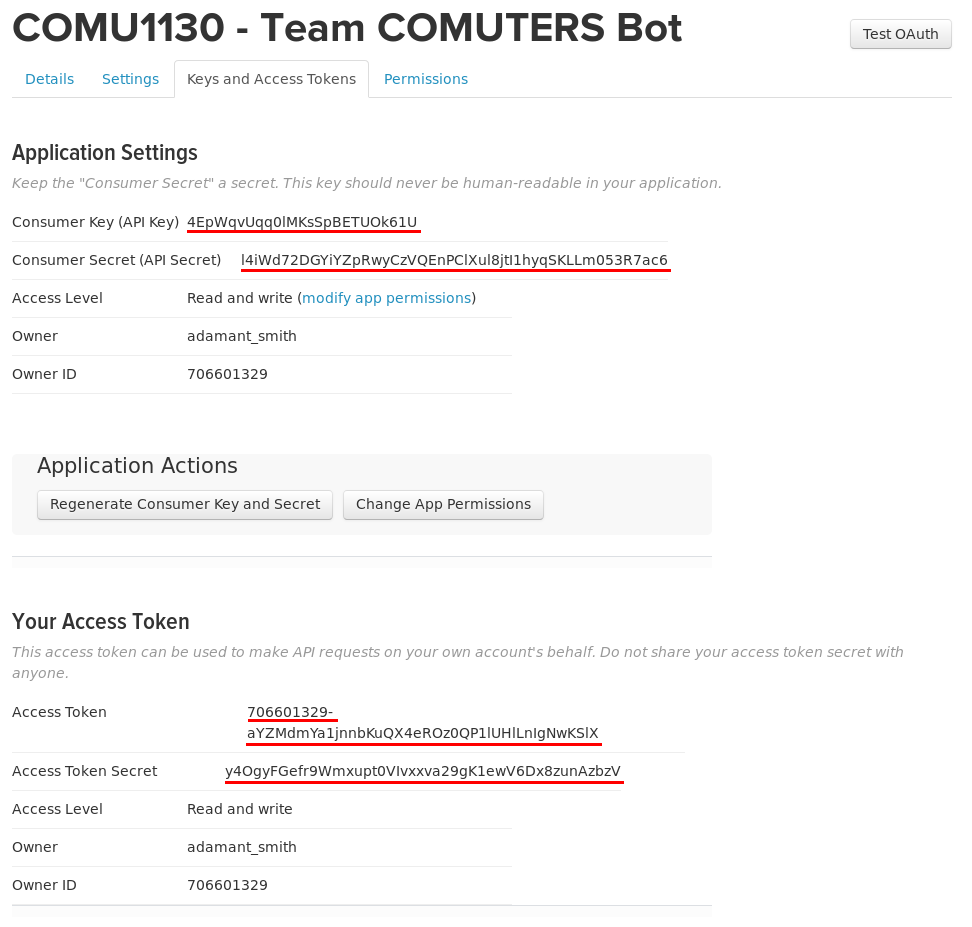 COMU1130 - Team COMUTERS Bot
Test OAuth
Details Settings Keys and Access Tokens Permissions
Application Settings
Keep the "Consumer Secret" a secret. This key should never be human-readable in your application.
Consumer Key (API Key) 4EpWqvUqq0lMKsSpBETUOk61U
Consumer Secret (API Secret) l4iWd72DGYiYZpRwyCzVQEnPClXul8jtI1hyqSKLLm053R7ac6
Access Level Read and write (modify app permissions)
Owner adamant_smith
Owner ID 706601329
Application Actions
Regenerate Consumer Key and Secret Change App Permissions
Your Access Token
This access token can be used to make API requests on your own account's behalf. Do not share your access token secret with
anyone.
Access Token 706601329-
aYZMdmYa1jnnbKuQX4eROz0QP1lUHlLnIgNwKSlX
Access Token Secret y4OgyFGefr9Wmxupt0VIvxxva29gK1ewV6Dx8zunAzbzV
Access Level Read and write
Owner adamant_smith
Owner ID 706601329